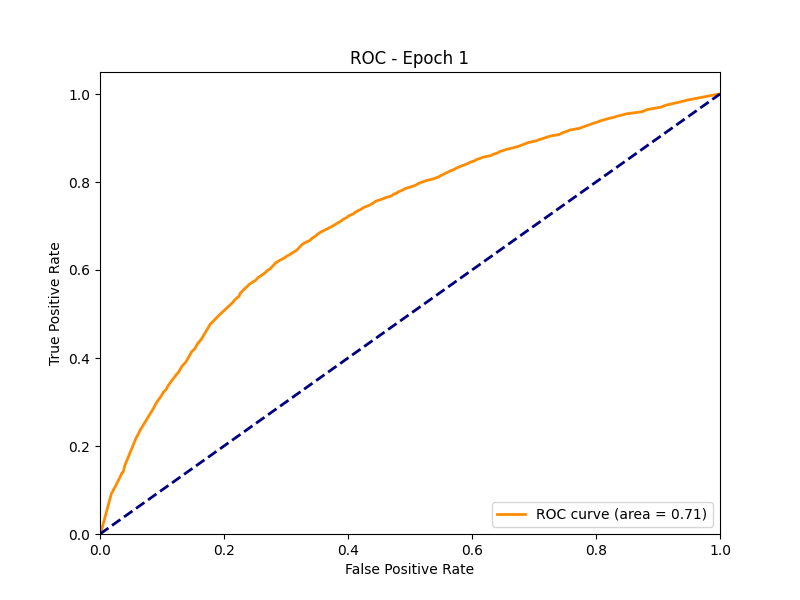 ROC - Epoch 1
True Positive Rate
1.0
0.8
0.6
0.4
0.2
0.0
ROC curve (area = 0.71)
0.0 0.2 0.4 0.6 0.8 1.0
False Positive Rate